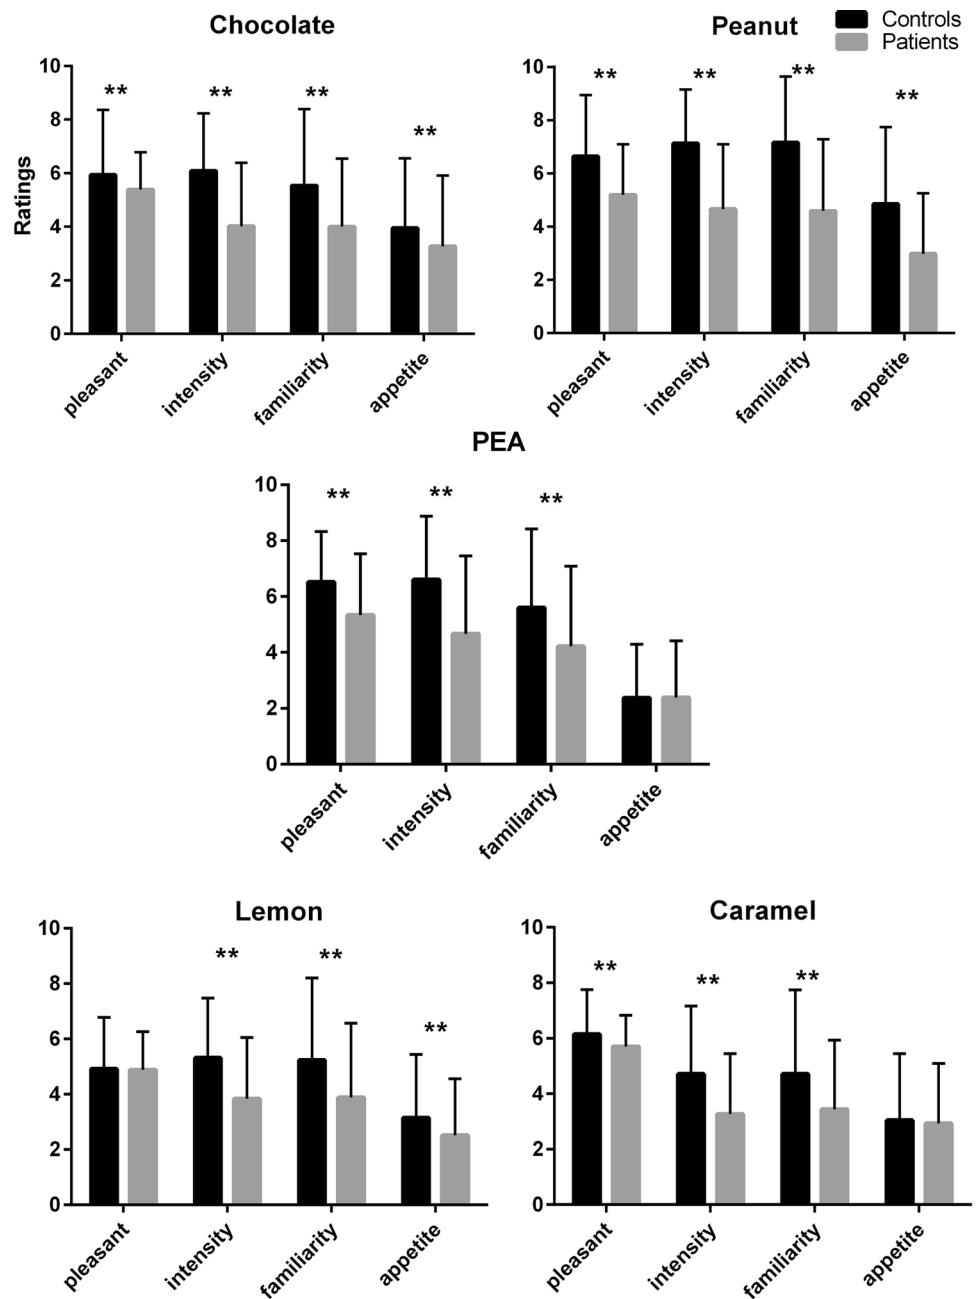 Chocolate
Peanut
Controls
Patients
Ratings
10
8
6
4
2
0
** ** ** **
pleasant intensity familiarity appetite
10
8
6
4
2
0
** ** ** **
pleasant intensity familiarity appetite
PEA
10
8
6
4
2
0
** ** **
pleasant intensity familiarity appetite
Lemon
10
8
6
4
2
0
** ** **
pleasant intensity familiarity appetite
Caramel
10
8
6
4
2
0
** ** **
pleasant intensity familiarity appetite